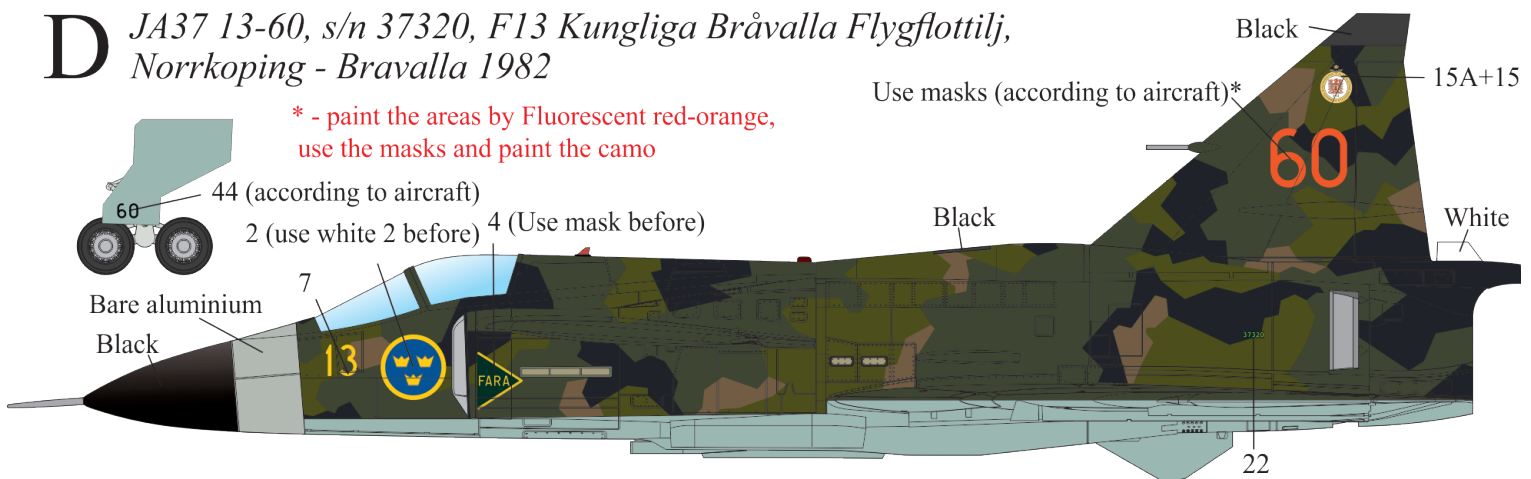 D
JA37 13-60, s/n 37320, F13 Kungliga Bråvalla Flygflottilj,
Norrkoping - Bravalla 1982
* - paint the areas by Fluorescent red-orange,
use the masks and paint the camo
Black
15A+15
Use masks (according to aircraft)*
60
44 (according to aircraft)
60
2 (use white 2 before)
4 (Use mask before)
Black
White
7
Bare aluminium
Black
13
FARA
37320
22